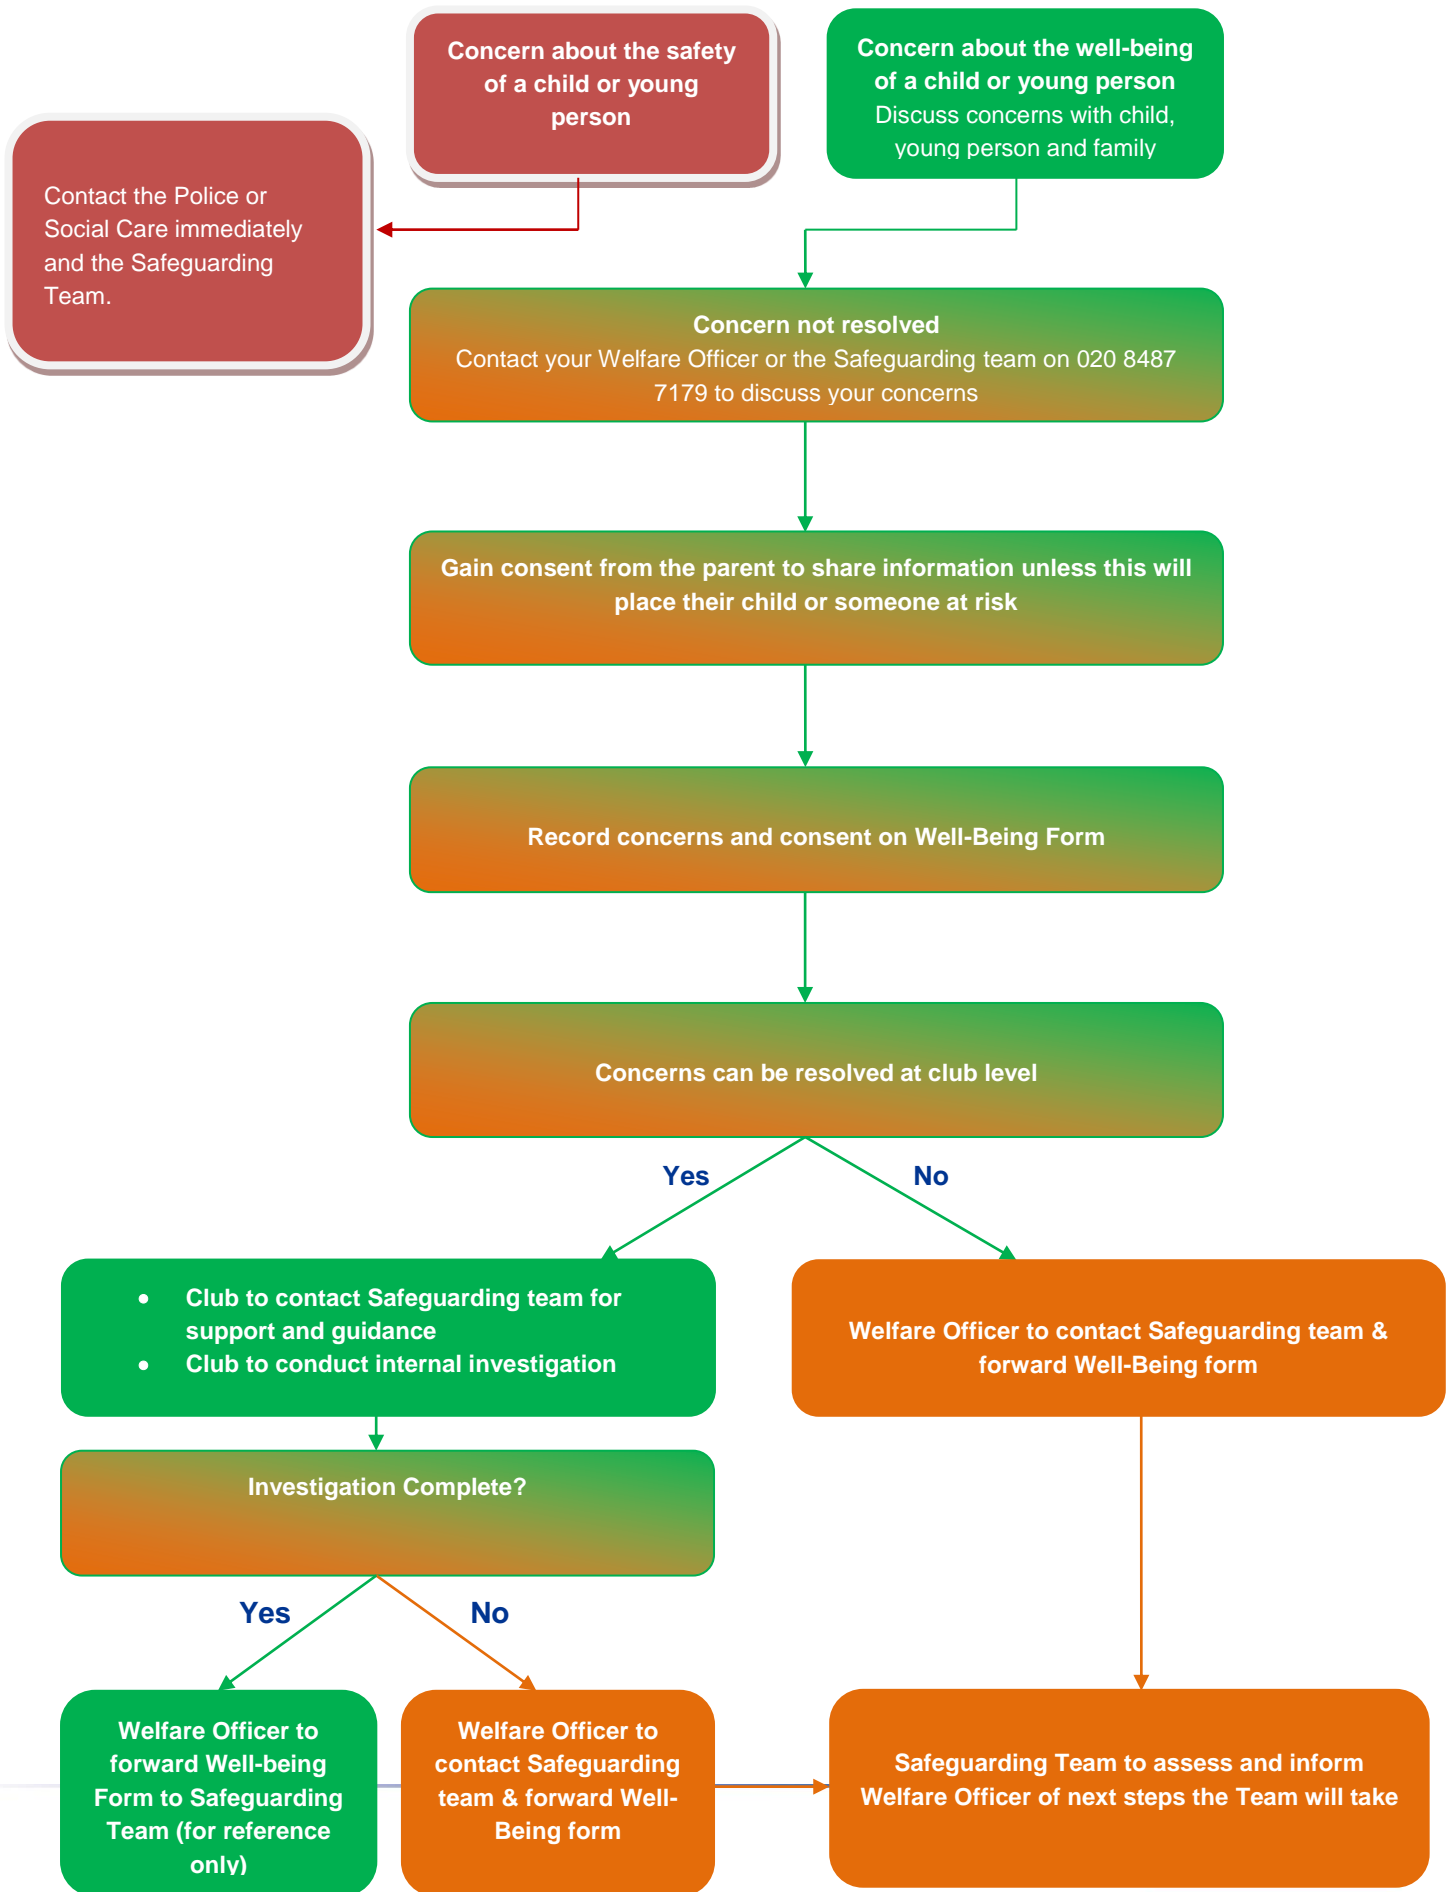 Concern about the safety
of a child or young
person
Concern about the well-being
of a child or young person
Discuss concerns with child,
young person and family
Contact the Police or
Social Care immediately
and the Safeguarding
Team.
Concern not resolved
Contact your Welfare Officer or the Safeguarding team on 020 8487
7179 to discuss your concerns
Gain consent from the parent to share information unless this will
place their child or someone at risk
Record concerns and consent on Well-Being Form
Concerns can be resolved at club level
Yes
No
• Club to contact Safeguarding team for
support and guidance
• Club to conduct internal investigation
Welfare Officer to contact Safeguarding team &
forward Well-Being form
Investigation Complete?
Yes
No
Welfare Officer to
forward Well-being
Form to Safeguarding
Team (for reference
only)
Welfare Officer to
contact Safeguarding
team & forward Well-
Being form
Safeguarding Team to assess and inform
Welfare Officer of next steps the Team will take